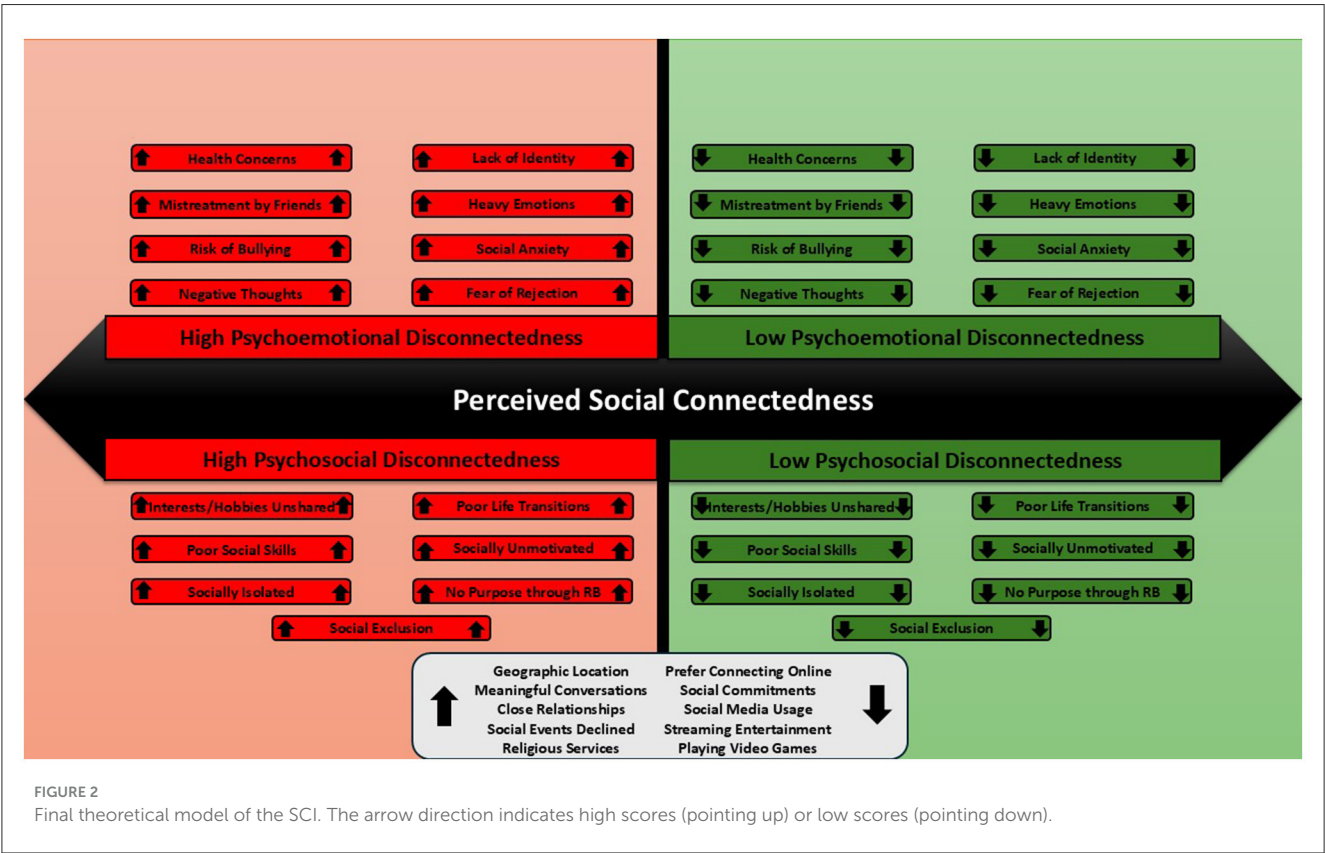 Health Concerns
Lack of Identity
Health Concerns
Lack of Identity
Mistreatment by Friends
Heavy Emotions
Mistreatment by Friends
Heavy Emotions
Risk of Bullying
Social Anxiety
Risk of Bullying
Social Anxiety
Negative Thoughts
Fear of Rejection
Negative Thoughts
Fear of Rejection
High Psychoemotional Disconnectedness
Low Psychoemotional Disconnectedness
Perceived Social Connectedness
High Psychosocial Disconnectedness
Low Psychosocial Disconnectedness
Interests/Hobbies Unshared
Poor Life Transitions
Interests/Hobbies Unshared
Poor Life Transitions
Poor Social Skills
Socially Unmotivated
Poor Social Skills
Socially Unmotivated
Socially Isolated
No Purpose through RB
Socially Isolated
No Purpose through RB
Social Exclusion
Social Exclusion
Geographic Location
Meaningful Conversations
Close Relationships
Social Events Declined
Religious Services
Prefer Connecting Online
Social Commitments
Social Media Usage
Streaming Entertainment
Playing Video Games
FIGURE 2
Final theoretical model of the SCI. The arrow direction indicates high scores (pointing up) or low scores (pointing down).